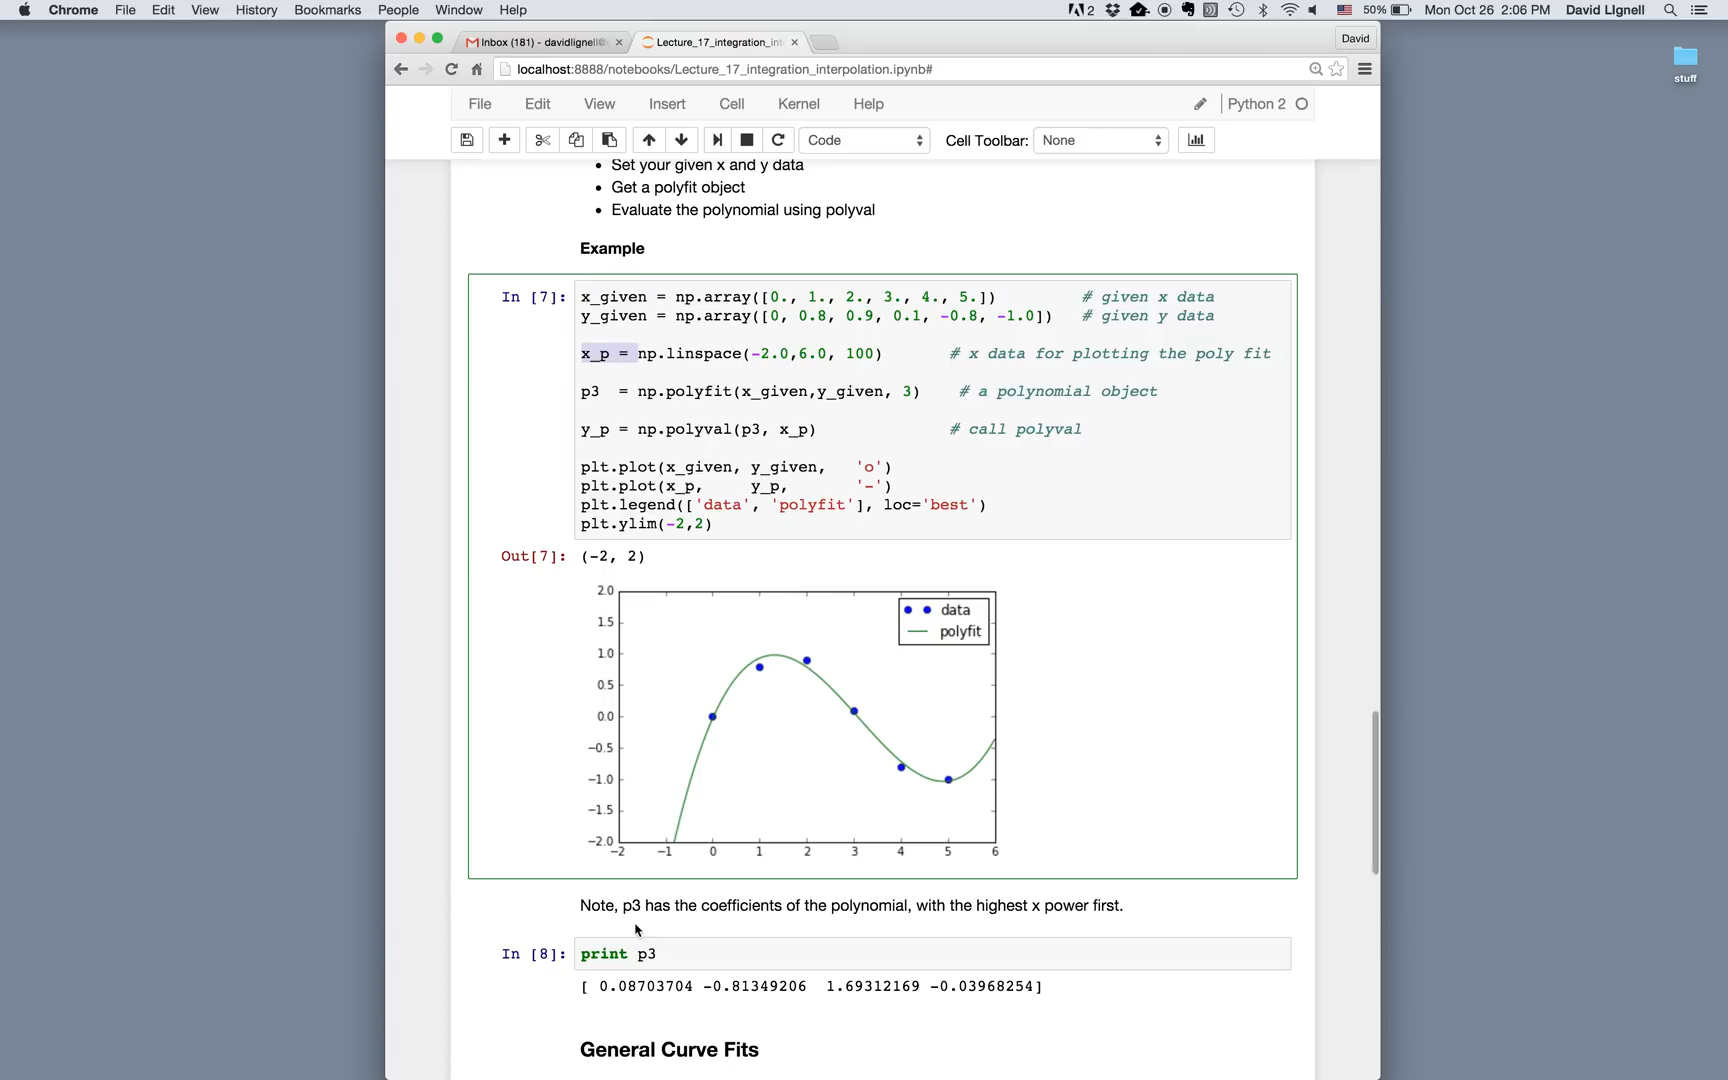 Chrome File Edit View History Bookmarks People Window Help 2 50% Mon Oct 26 2:06 PM David LIgnell
Inbox (181) - davidlignell@ Lecture_17_integration_int David
localhost:8888/notebooks/Lecture_17_integration_interpolation.ipynb#
File Edit View Insert Cell Kernel Help Python 2
Code Cell Toolbar: None
stuff
• Set your given x and y data
• Get a polyfit object
• Evaluate the polynomial using polyval
Example
In [7]: x_given = np.array([0., 1., 2., 3., 4., 5.]) # given x data
y_given = np.array([0, 0.8, 0.9, 0.1, -0.8, -1.0]) # given y data
x_p = np.linspace(-2.0,6.0, 100) # x data for plotting the poly fit
p3 = np.polyfit(x_given,y_given, 3) # a polynomial object
y_p = np.polyval(p3, x_p) # call polyval
plt.plot(x_given, y_given, 'o')
plt.plot(x_p, y_p, '-')
plt.legend(['data', 'polyfit'], loc='best')
plt.ylim(-2,2)
Out[7]: (-2, 2)
2.0
1.5
1.0
0.5
0.0
−0.5
−1.0
−1.5
−2.0
−2 −1 0 1 2 3 4 5 6
data
polyfit
Note, p3 has the coefficients of the polynomial, with the highest x power first.
In [8]: print p3
[ 0.08703704 -0.81349206 1.69312169 -0.03968254]
General Curve Fits